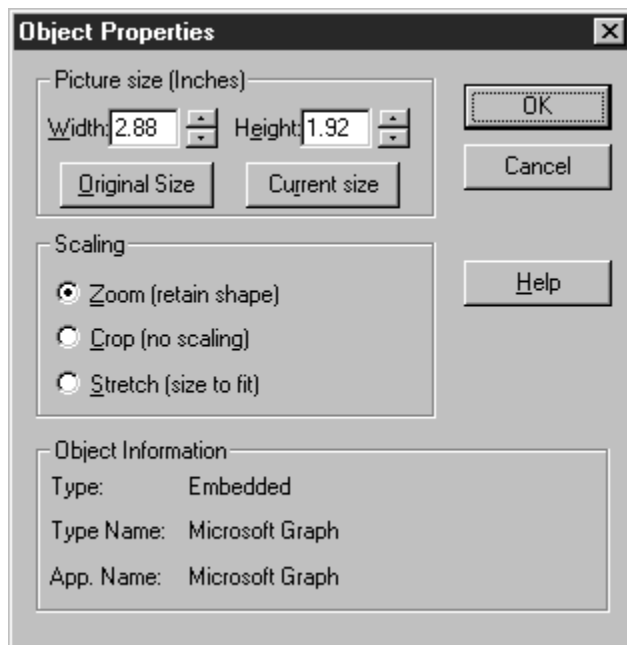 Object Properties
Picture size (Inches)
Width: 2.88 Height: 1.92
Original Size Current size
OK
Cancel
Scaling
Zoom (retain shape)
Crop (no scaling)
Stretch (size to fit)
Help
Object Information
Type: Embedded
Type Name: Microsoft Graph
App. Name: Microsoft Graph